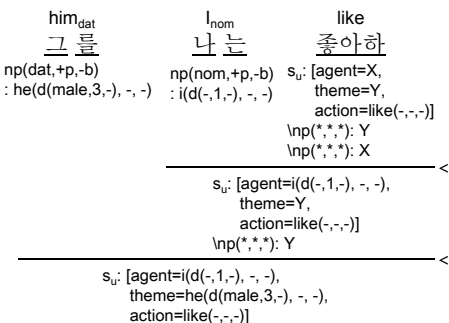 him_dat I_nom like
그 를 나 는 좋아하
np(dat,+p,-b) np(nom,+p,-b) s_u: [agent=X,
: he(d(male,3,-), -, -) : i(d(-,1,-), -, -) theme=Y,
action=like(-,-,-)]
\np(*,*,*): Y
\np(*,*,*): X
<
s_u: [agent=i(d(-,1,-), -, -),
theme=Y,
action=like(-,-,-)]
\np(*,*,*): Y
<
s_u: [agent=i(d(-,1,-), -, -),
theme=he(d(male,3,-), -, -),
action=like(-,-,-)]